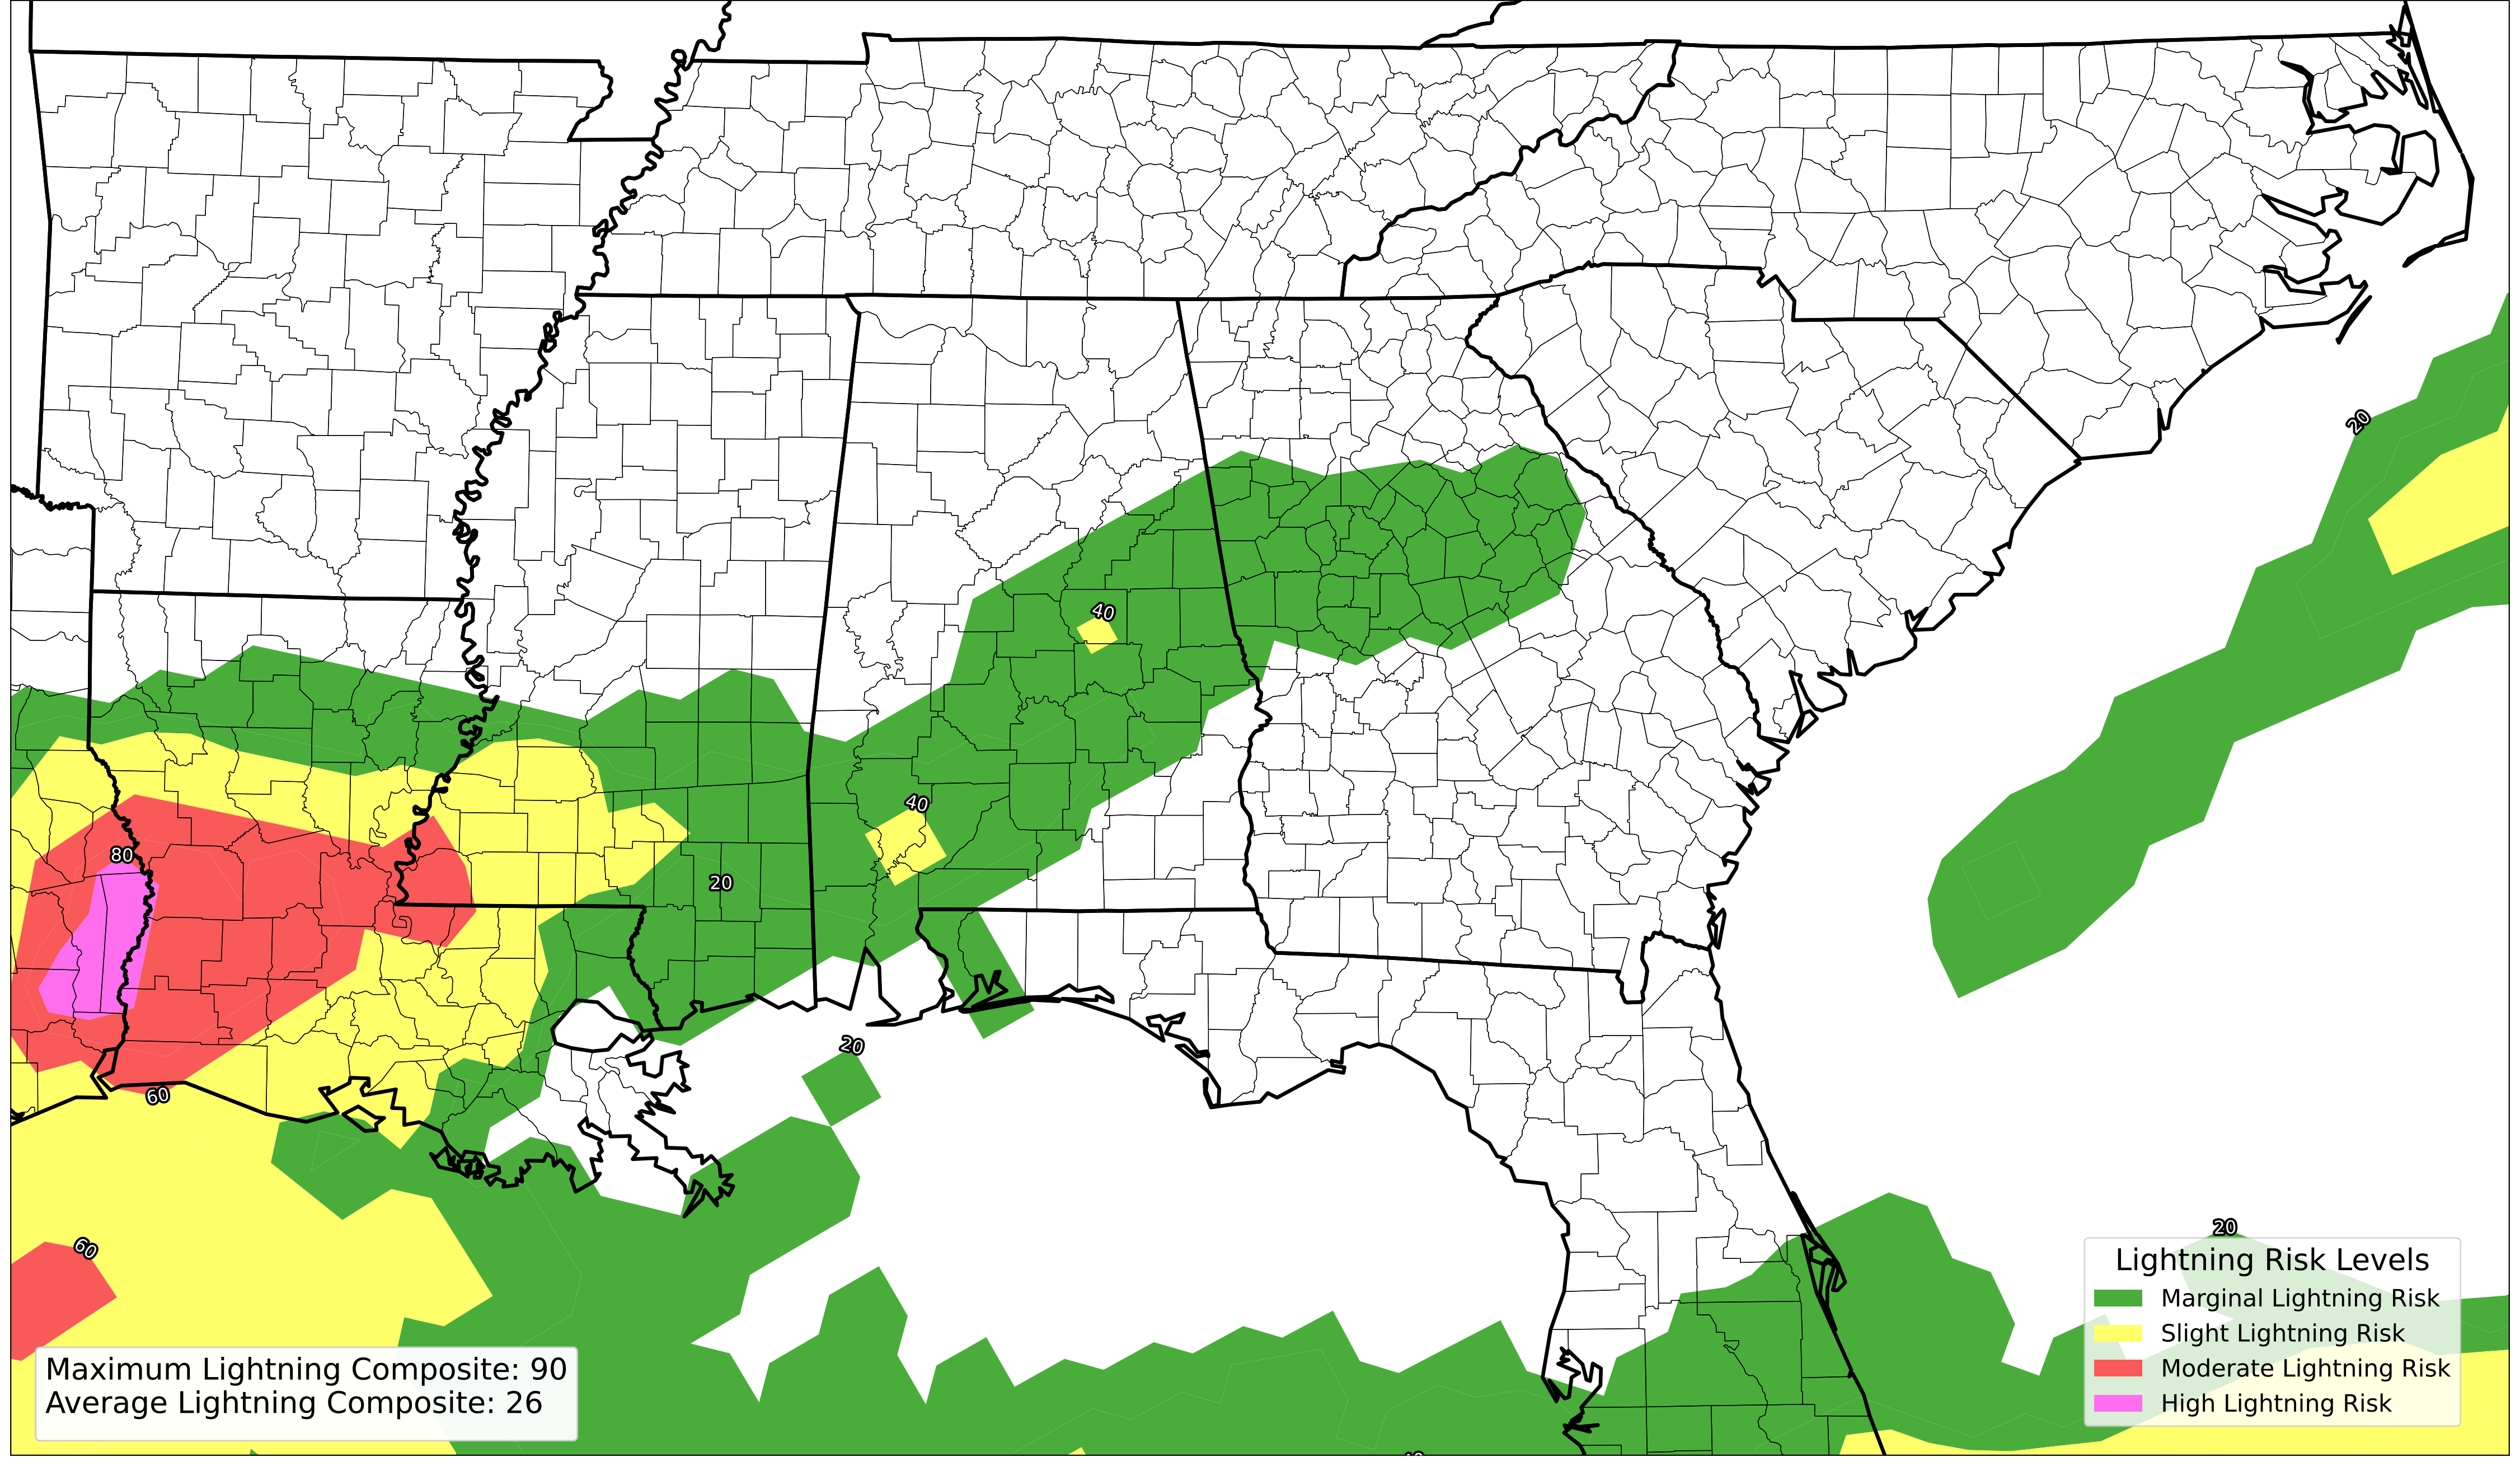 20
40
40
80
20
20
60
20
60
Lightning Risk Levels
Marginal Lightning Risk
Slight Lightning Risk
Moderate Lightning Risk
High Lightning Risk
Maximum Lightning Composite: 90
Average Lightning Composite: 26